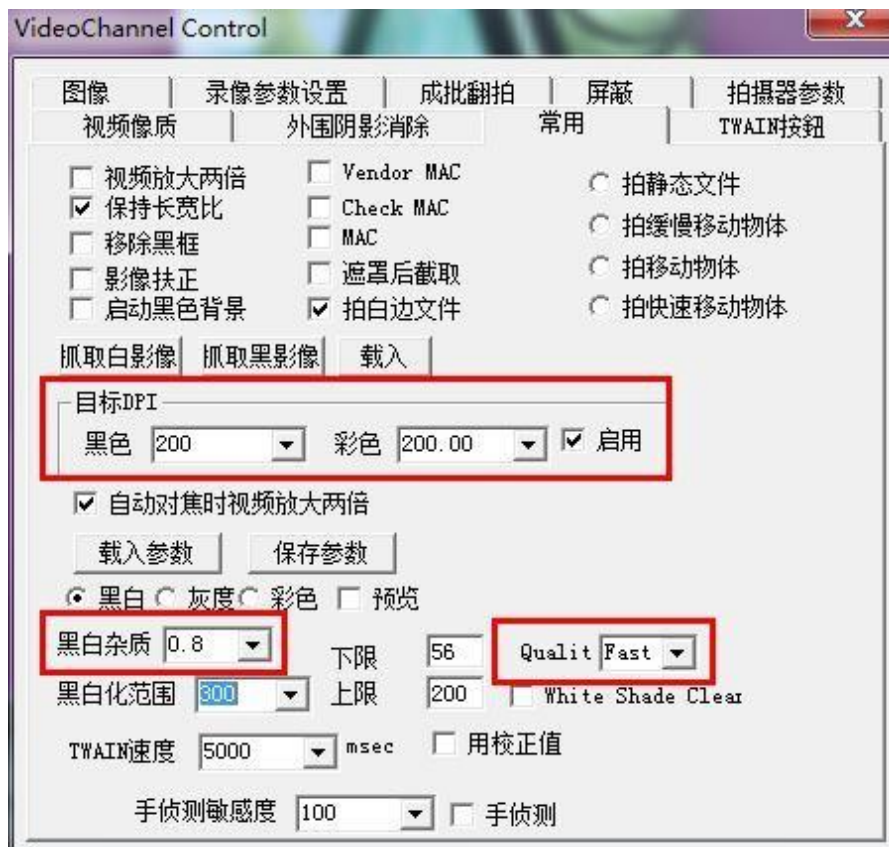 VideoChannel Control
图像 录像参数设置 成批翻拍 屏蔽 拍摄器参数
视频像质 外围阴影消除 常用 TWAIN按钮
视频放大两倍 Vendor MAC 拍静态文件
保持长宽比 Check MAC 拍缓慢移动物体
移除黑框 MAC 拍移动物体
影像扶正 遮罩后截取 拍快速移动物体
启动黑色背景 拍白边文件
抓取白影像 抓取黑影像 载入
目标DPI
黑色 200 彩色 200.00 启用
自动对焦时视频放大两倍
载入参数 保存参数
黑白 灰度 彩色 预览
黑白杂质 0.8 下限 56 Qualit Fast
黑白化范围 300 上限 200 White Shade Clear
TWAIN速度 5000 msec 用校正值
手侦测敏感度 100 手侦测